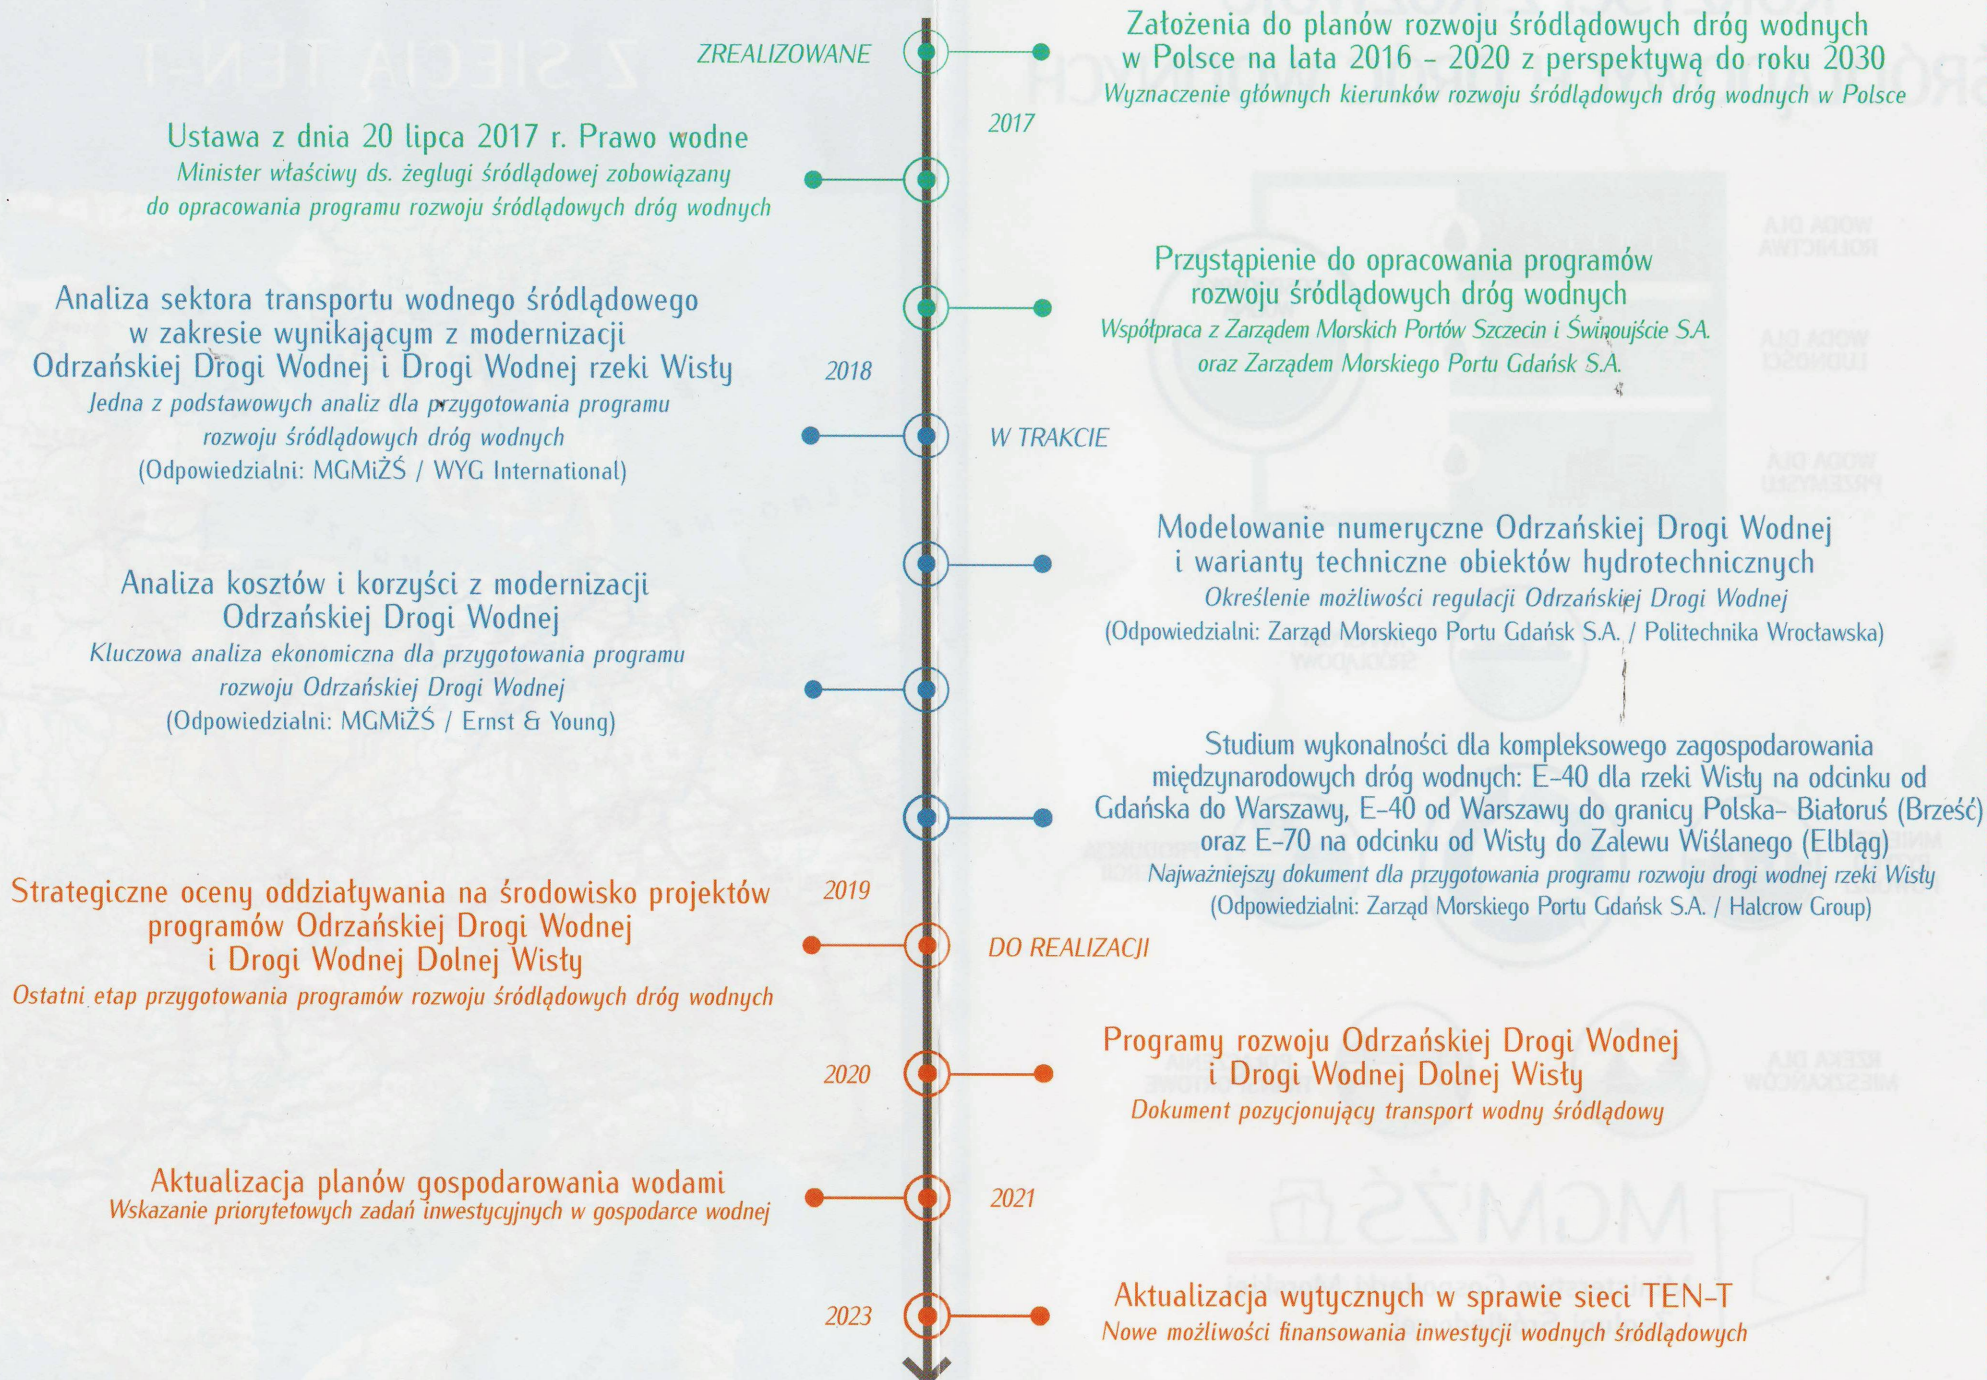 ZREALIZOWANE
Założenia do planów rozwoju śródlądowych dróg wodnych
w Polsce na lata 2016 – 2020 z perspektywą do roku 2030
Wyznaczenie głównych kierunków rozwoju śródlądowych dróg wodnych w Polsce
2017
Ustawa z dnia 20 lipca 2017 r. Prawo wodne
Minister właściwy ds. żeglugi śródlądowej zobowiązany
do opracowania programu rozwoju śródlądowych dróg wodnych
Przystąpienie do opracowania programów
rozwoju śródlądowych dróg wodnych
Współpraca z Zarządem Morskich Portów Szczecin i Świnoujście S.A.
oraz Zarządem Morskiego Portu Gdańsk S.A.
Analiza sektora transportu wodnego śródlądowego
w zakresie wynikającym z modernizacji
Odrzańskiej Drogi Wodnej i Drogi Wodnej rzeki Wisły
Jedna z podstawowych analiz dla przygotowania programu
rozwoju śródlądowych dróg wodnych
(Odpowiedzialni: MGMiŻŚ / WYG International)
2018
W TRAKCIE
Modelowanie numeryczne Odrzańskiej Drogi Wodnej
i warianty techniczne obiektów hydrotechnicznych
Określenie możliwości regulacji Odrzańskiej Drogi Wodnej
(Odpowiedzialni: Zarząd Morskiego Portu Gdańsk S.A. / Politechnika Wrocławska)
Analiza kosztów i korzyści z modernizacji
Odrzańskiej Drogi Wodnej
Kluczowa analiza ekonomiczna dla przygotowania programu
rozwoju Odrzańskiej Drogi Wodnej
(Odpowiedzialni: MGMiŻŚ / Ernst & Young)
Studium wykonalności dla kompleksowego zagospodarowania
międzynarodowych dróg wodnych: E-40 dla rzeki Wisły na odcinku od
Gdańska do Warszawy, E-40 od Warszawy do granicy Polska- Białoruś (Brześć)
oraz E-70 na odcinku od Wisły do Zalewu Wiślanego (Elbląg)
Najważniejszy dokument dla przygotowania programu rozwoju drogi wodnej rzeki Wisły
(Odpowiedzialni: Zarząd Morskiego Portu Gdańsk S.A. / Halcrow Group)
Strategiczne oceny oddziaływania na środowisko projektów
programów Odrzańskiej Drogi Wodnej
i Drogi Wodnej Dolnej Wisły
Ostatni etap przygotowania programów rozwoju śródlądowych dróg wodnych
2019
DO REALIZACJI
Programy rozwoju Odrzańskiej Drogi Wodnej
i Drogi Wodnej Dolnej Wisły
Dokument pozycjonujący transport wodny śródlądowy
2020
Aktualizacja planów gospodarowania wodami
Wskazanie priorytetowych zadań inwestycyjnych w gospodarce wodnej
2021
Aktualizacja wytycznych w sprawie sieci TEN-T
Nowe możliwości finansowania inwestycji wodnych śródlądowych
2023